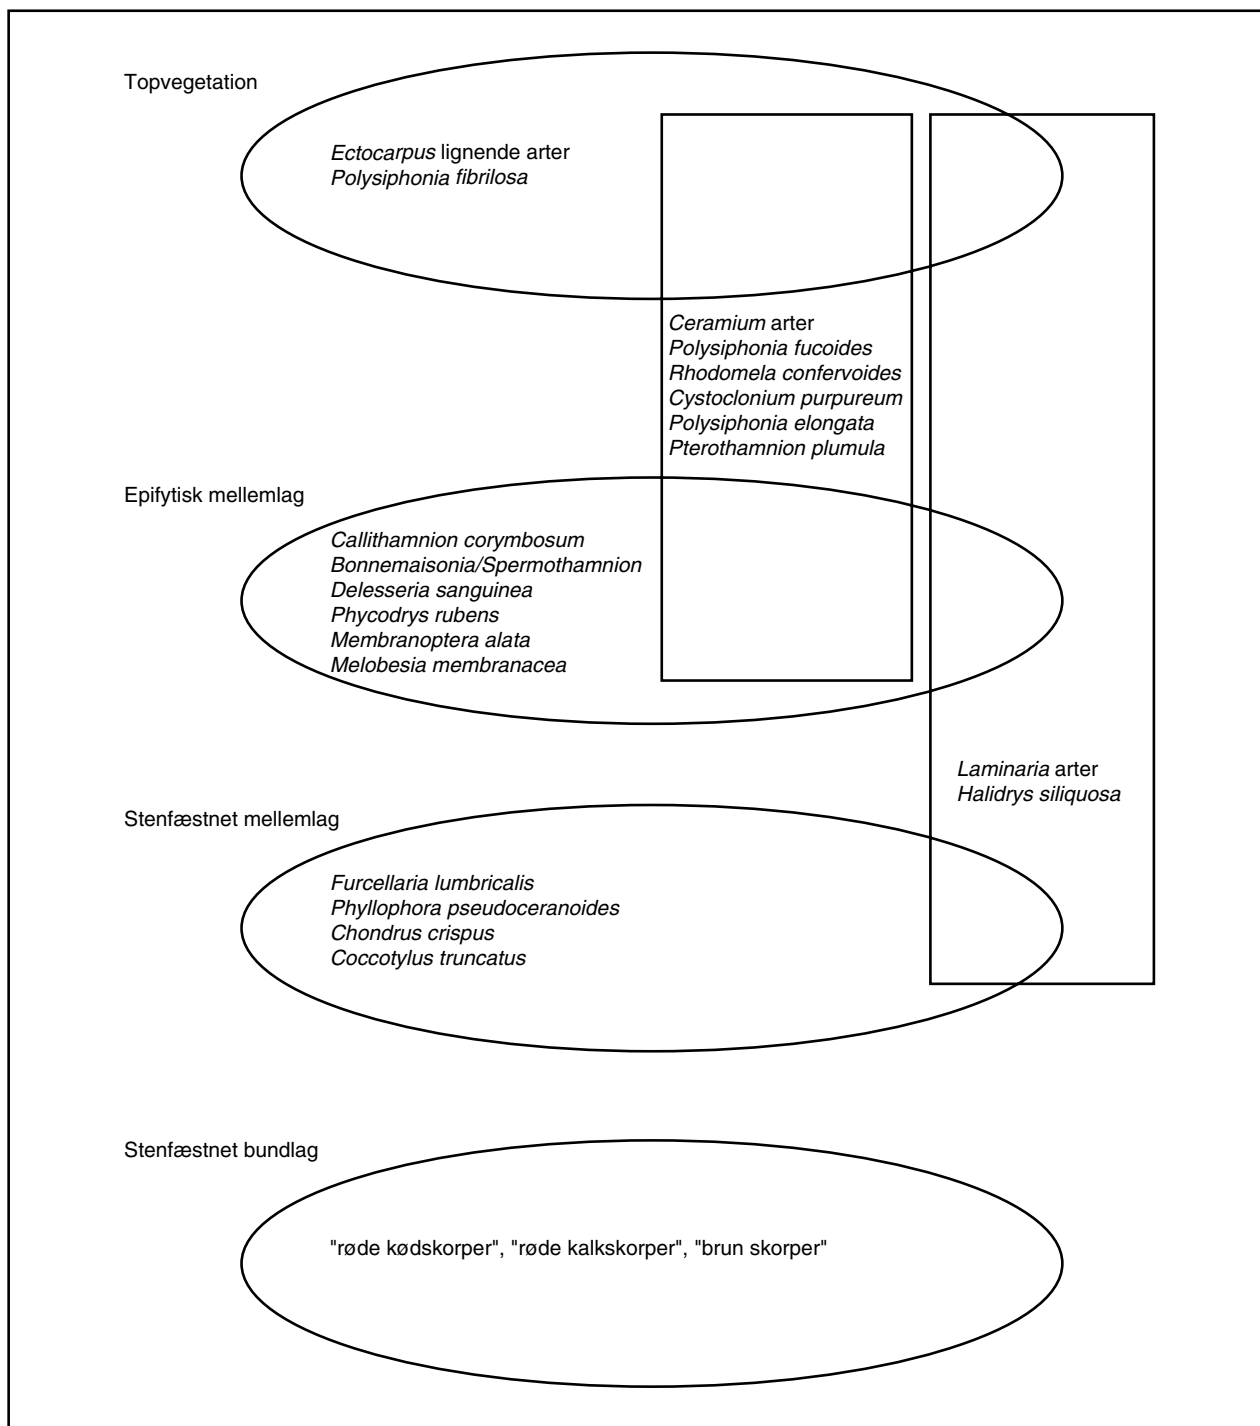 Topvegetation
Ectocarpus lignende arter
Polysiphonia fibrilosa
Ceramium arter
Polysiphonia fucoides
Rhodomela confervoides
Cystoclonium purpureum
Polysiphonia elongata
Pterothamnion plumula
Epifytisk mellemlag
Callithamnion corymbosum
Bonnemaisonia/Spermothamnion
Delesseria sanguinea
Phycodrys rubens
Membranoptera alata
Melobesia membranacea
Laminaria arter
Halidrys siliquosa
Stenfæstnet mellemlag
Furcellaria lumbricalis
Phyllophora pseudoceranoides
Chondrus crispus
Coccotylus truncatus
Stenfæstnet bundlag
"røde kødskorper", "røde kalkskorper", "brun skorper"